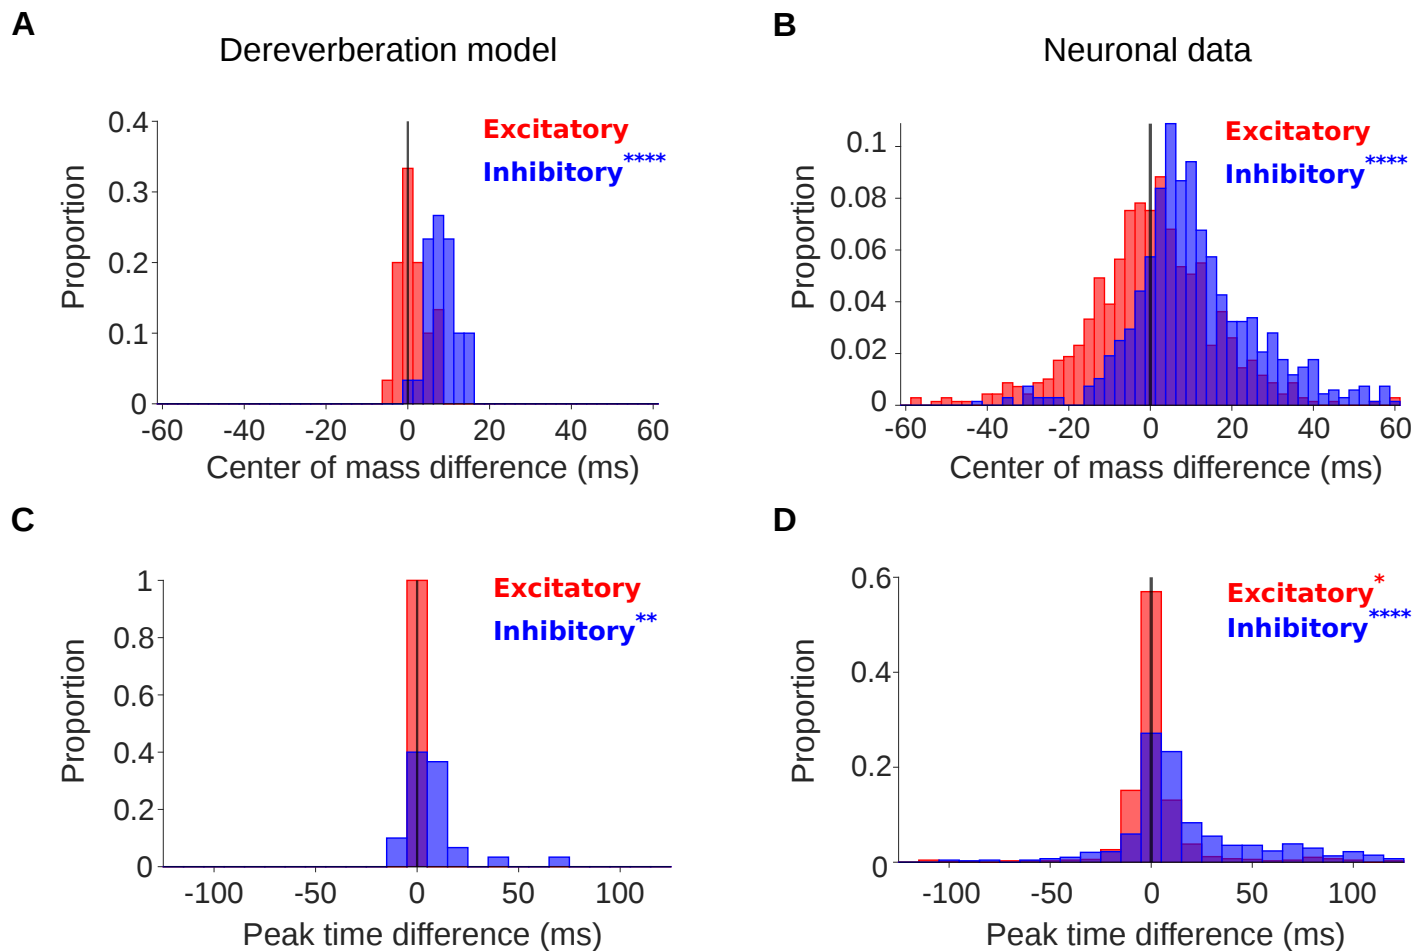 A
Dereverberation model
Excitatory
Inhibitory****
0.4
0.3
0.2
0.1
0
Proportion
-60 -40 -20 0 20 40 60
Center of mass difference (ms)
B
Neuronal data
Excitatory
Inhibitory****
0.1
0.08
0.06
0.04
0.02
0
Proportion
-60 -40 -20 0 20 40 60
Center of mass difference (ms)
C
Excitatory
Inhibitory**
1
0.8
0.6
0.4
0.2
0
Proportion
-100 -50 0 50 100
Peak time difference (ms)
D
Excitatory*
Inhibitory****
0.6
0.4
0.2
0
Proportion
-100 -50 0 50 100
Peak time difference (ms)